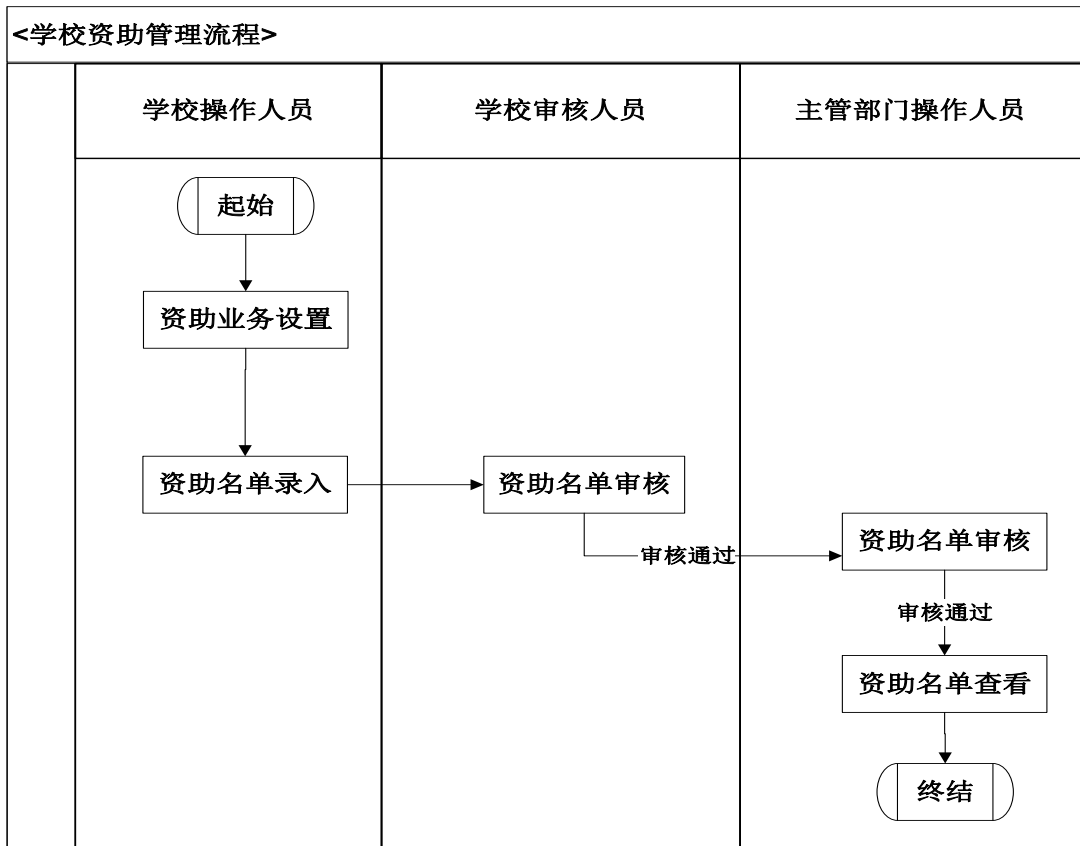 <学校资助管理流程>
学校操作人员
学校审核人员
主管部门操作人员
起始
资助业务设置
资助名单录入
资助名单审核
审核通过
资助名单审核
审核通过
资助名单查看
终结